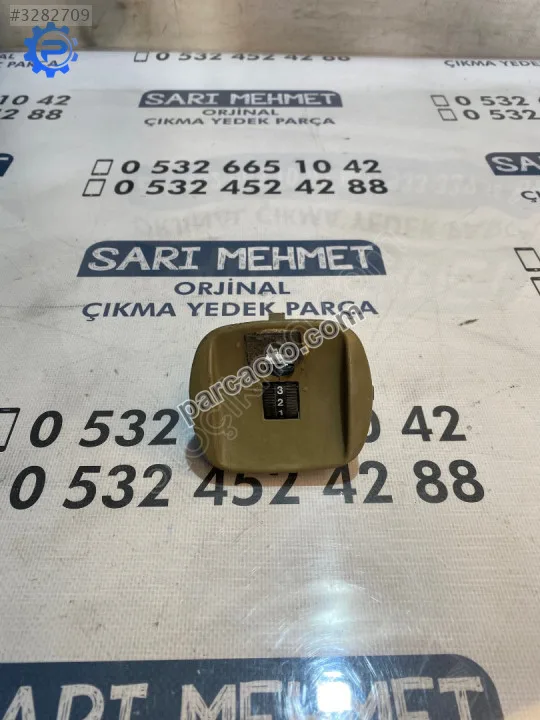 #3282709
0 532
0 532 452 42 88
10 42
2 88
SARI MEHMET
ORJİNAL
ÇIKMA YEDEK PARÇA
0 532
0 532 665 10 42
0 532 452 42 88
SARI MEHMET
ORJİNAL
ÇIKMA YEDEK PARÇA
parcaoto.com
3
2
1
0 532
10 42
0 532 452 42 88
SARI MEHMET